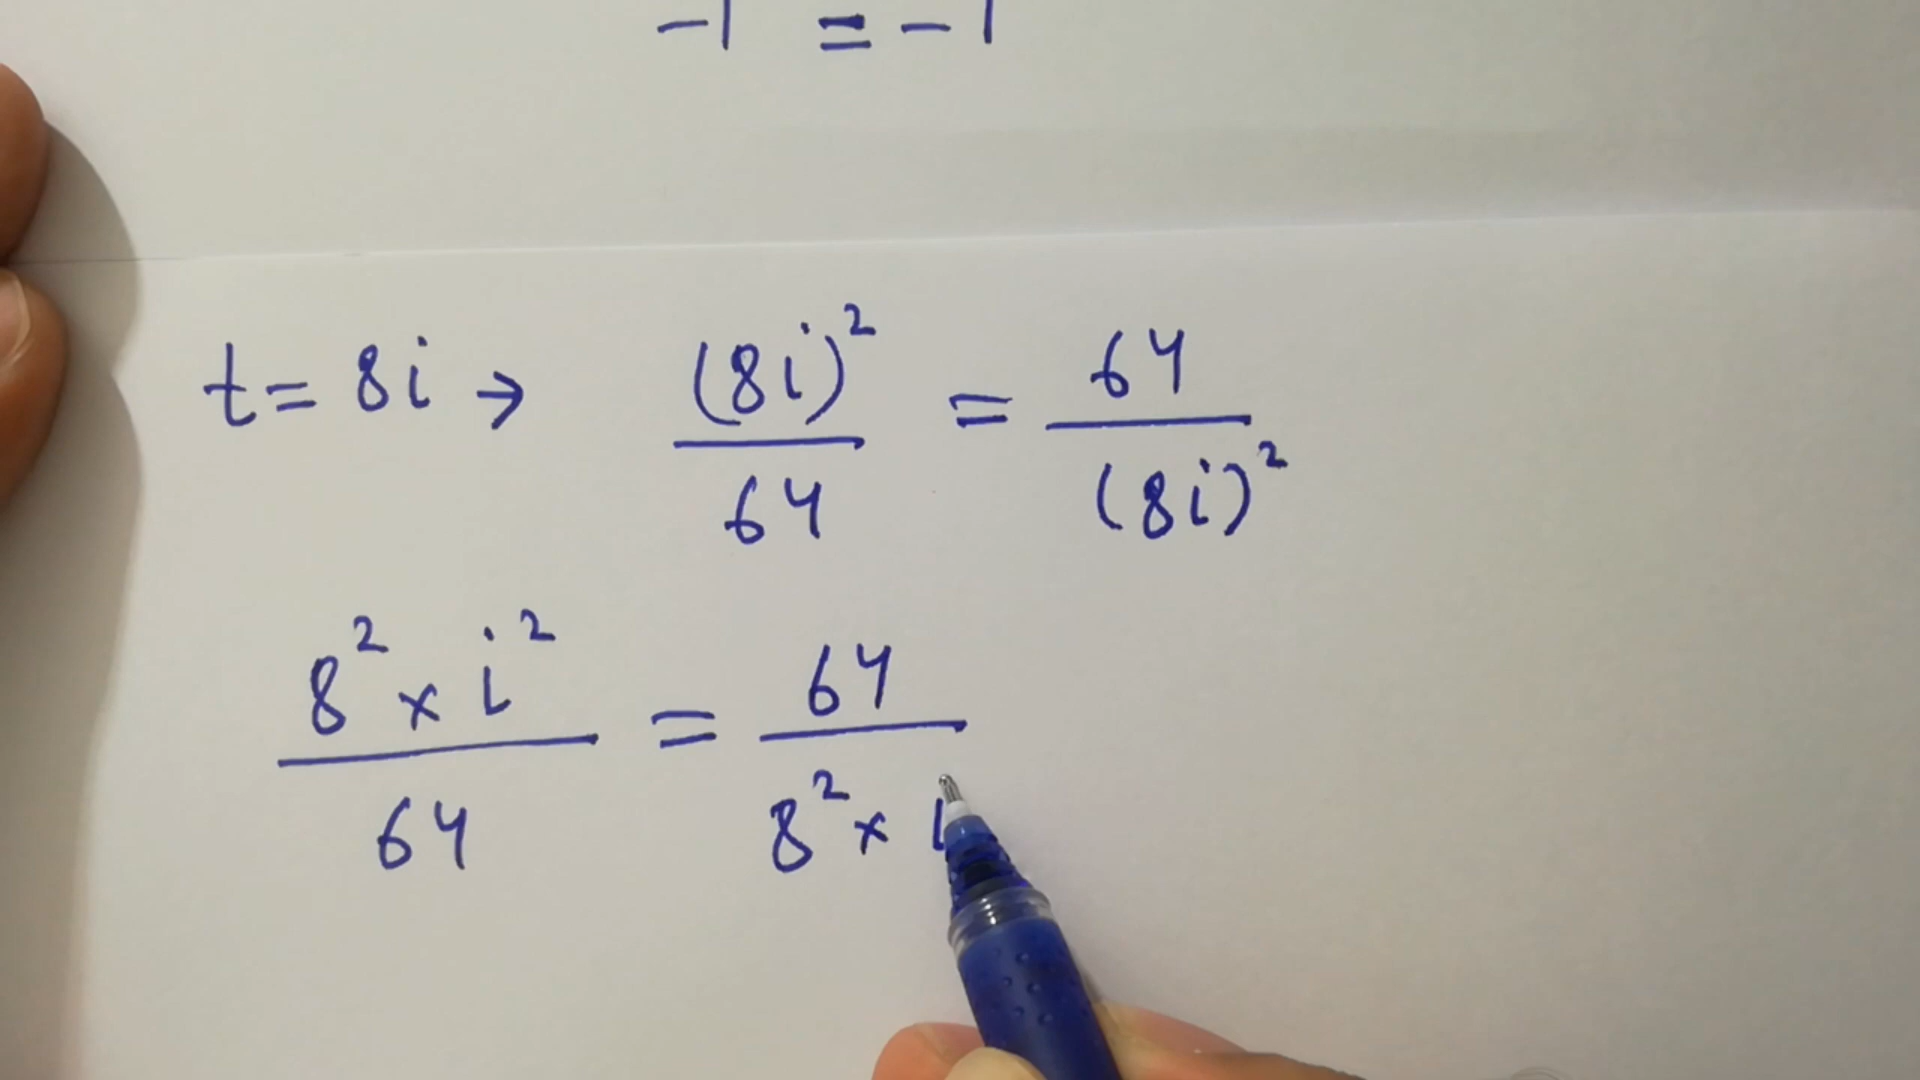 -1 = -1
t = 8i → (8i)²/64 = 64/(8i)²
8² × i²/64 = 64/8² × i